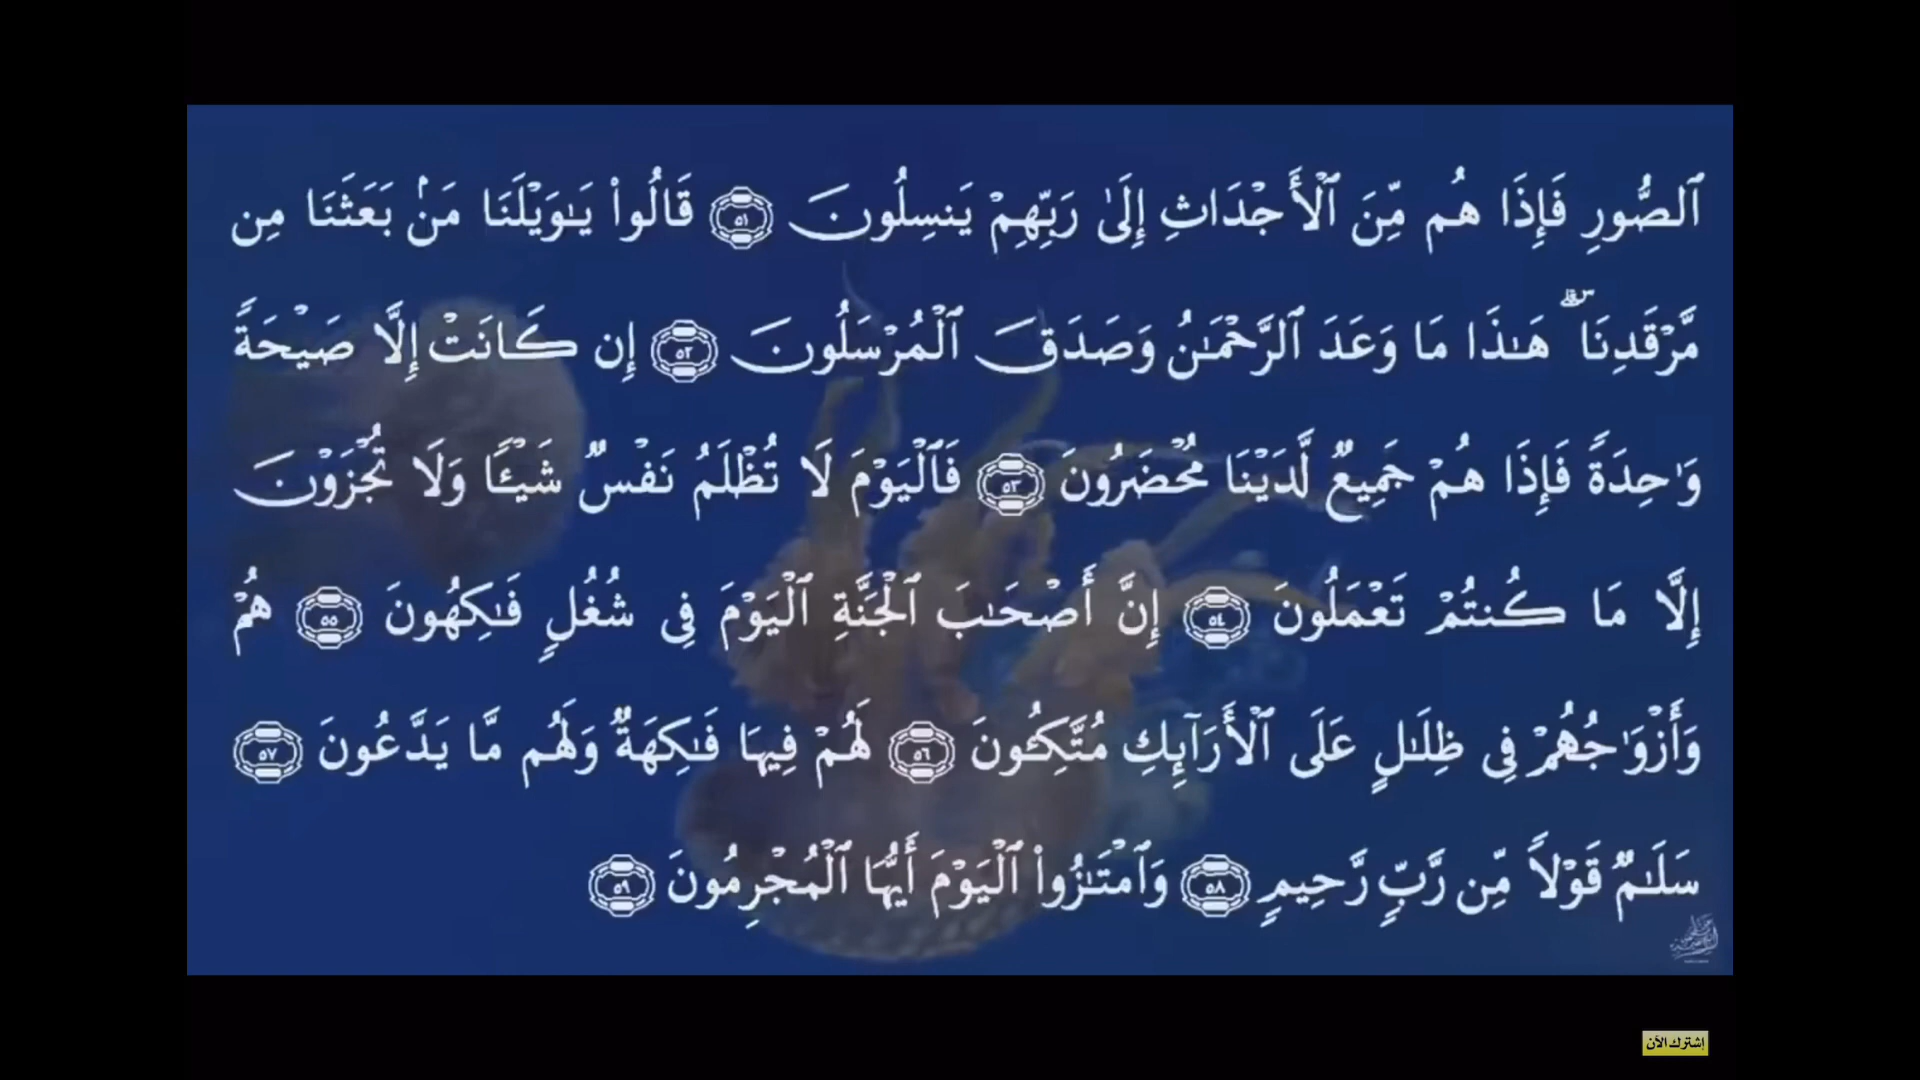 ٱلصُّورِ فَإِذَا هُم مِّنَ ٱلْأَجْدَاثِ إِلَىٰ رَبِّهِمْ يَنسِلُونَ ٥١ قَالُوا۟ يَـٰوَيْلَنَا مَنۢ بَعَثَنَا مِن
مَّرْقَدِنَا ۜ ۗ هَـٰذَا مَا وَعَدَ ٱلرَّحْمَـٰنُ وَصَدَقَ ٱلْمُرْسَلُونَ ٥٢ إِن كَانَتْ إِلَّا صَيْحَةً
وَٰحِدَةً فَإِذَا هُمْ جَمِيعٌ لَّدَيْنَا مُحْضَرُونَ ٥٣ فَٱلْيَوْمَ لَا تُظْلَمُ نَفْسٌ شَيْـًٔا وَلَا تُجْزَوْنَ
إِلَّا مَا كُنتُمْ تَعْمَلُونَ ٥٤ إِنَّ أَصْحَـٰبَ ٱلْجَنَّةِ ٱلْيَوْمَ فِى شُغُلٍ فَـٰكِهُونَ ٥٥ هُمْ
وَأَزْوَٰجُهُمْ فِى ظِلَـٰلٍ عَلَى ٱلْأَرَآئِكِ مُتَّكِـُٔونَ ٥٦ لَهُمْ فِيهَا فَـٰكِهَةٌ وَلَهُم مَّا يَدَّعُونَ ٥٧
سَلَـٰمٌ قَوْلًا مِّن رَّبٍّ رَّحِيمٍ ٥٨ وَٱمْتَـٰزُوا۟ ٱلْيَوْمَ أَيُّهَا ٱلْمُجْرِمُونَ ٥٩
إشترك الآن